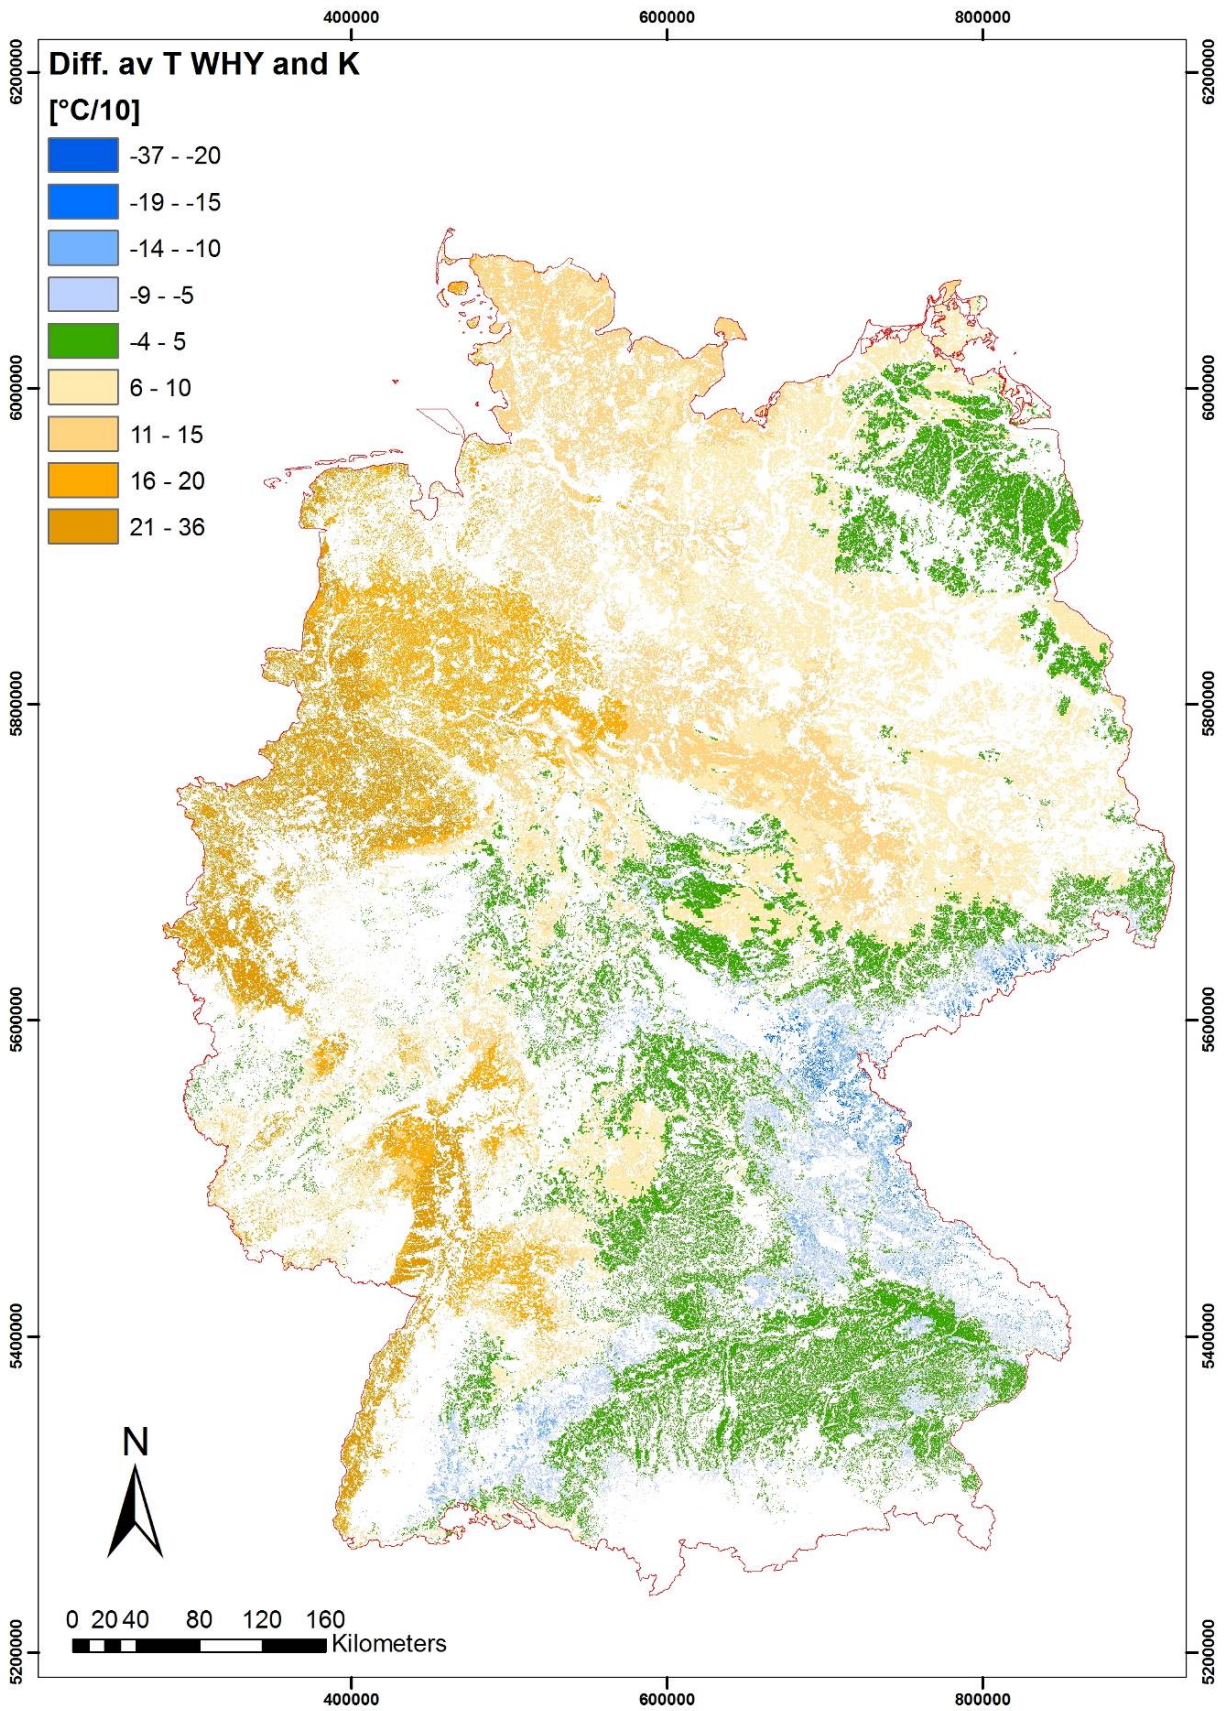 400000 600000 800000
Diff. av T WHY and K
[°C/10]
-37 - -20
-19 - -15
-14 - -10
-9 - -5
-4 - 5
6 - 10
11 - 15
16 - 20
21 - 36
6200000 6200000
6000000 6000000
5800000 5800000
5600000 5600000
5400000 5400000
5200000 5200000
N
0 20 40 80 120 160
Kilometers
400000 600000 800000